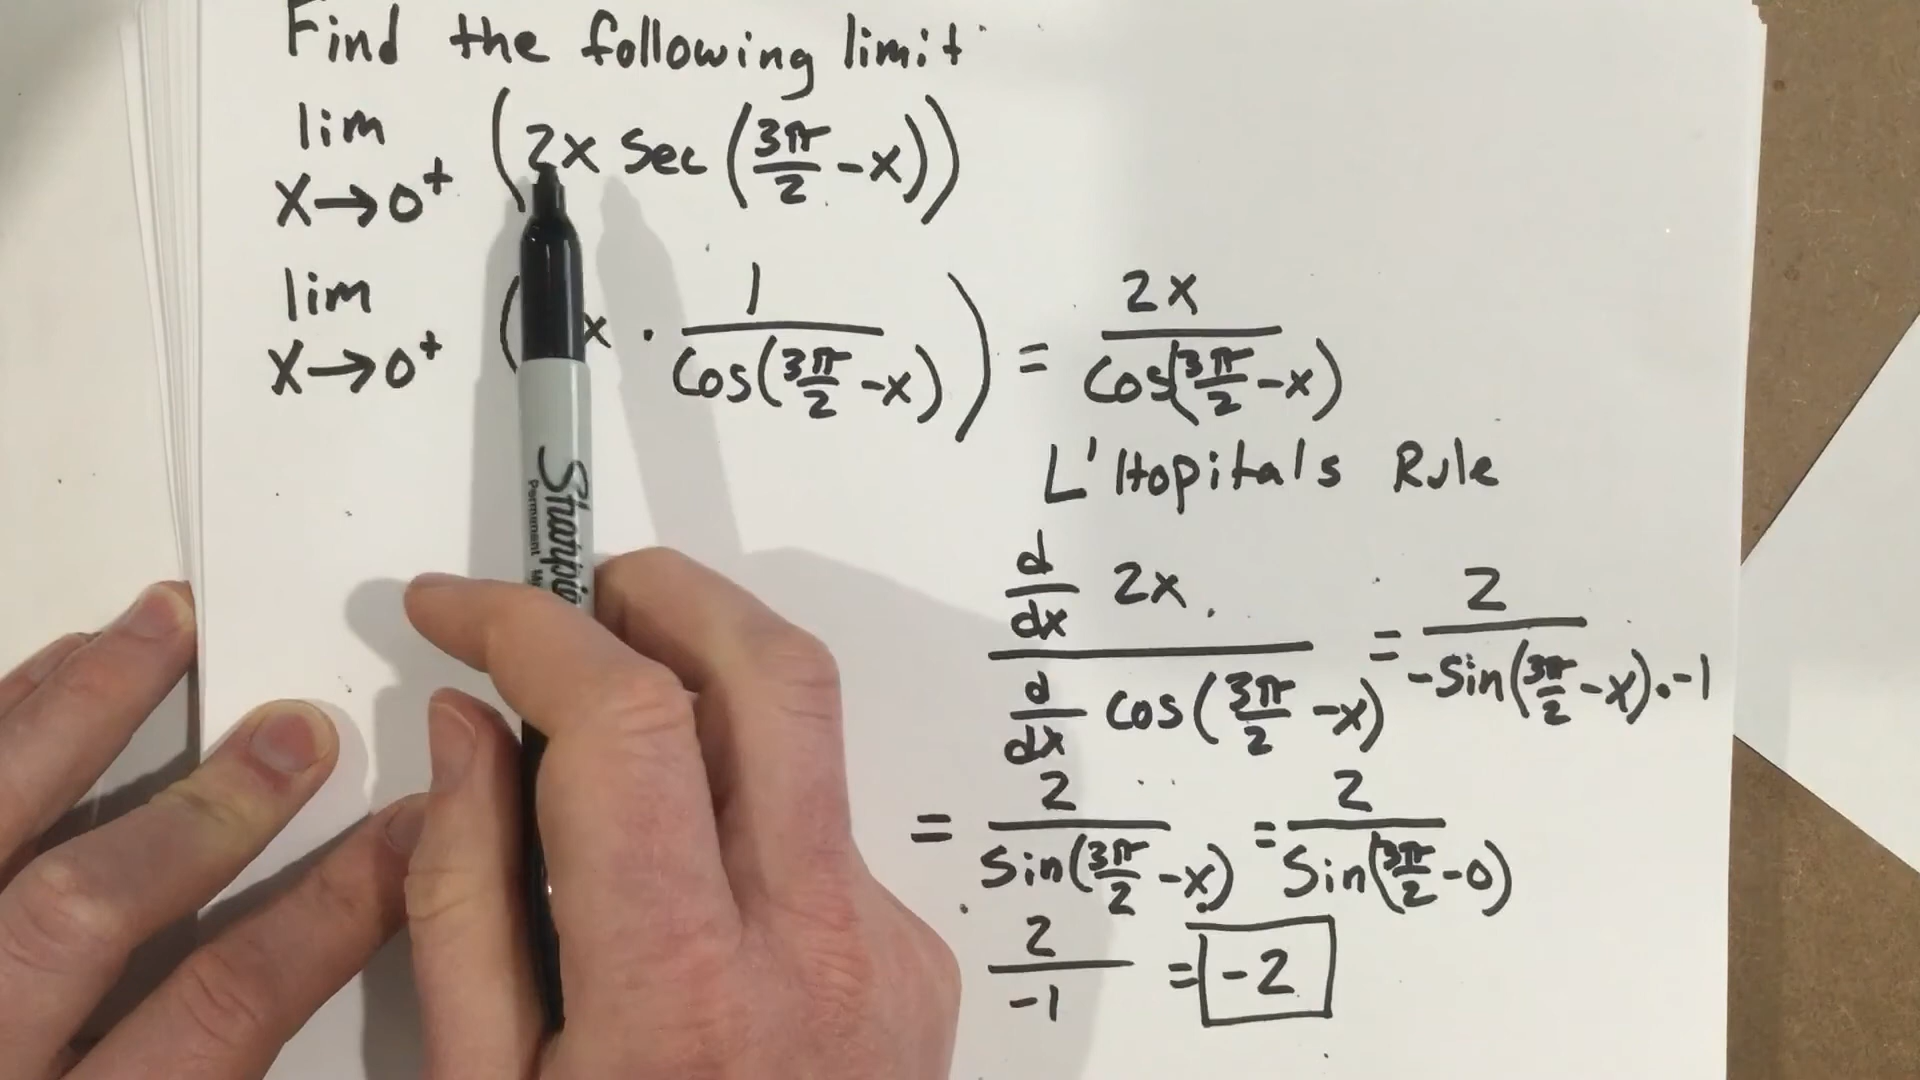 Find the following limit
lim x→0⁺ (2x sec(3π/2 - x))
lim x→0⁺ ( x · 1/cos(3π/2 - x)) = 2x/cos(3π/2 - x)
L'Hopitals Rule
d/dx 2x / d/dx cos(3π/2 - x) = 2/-sin(3π/2 - x)·-1
= 2/sin(3π/2 - x) = 2/sin(3π/2 - 0)
2/-1 = -2
Sharpie
Permanent